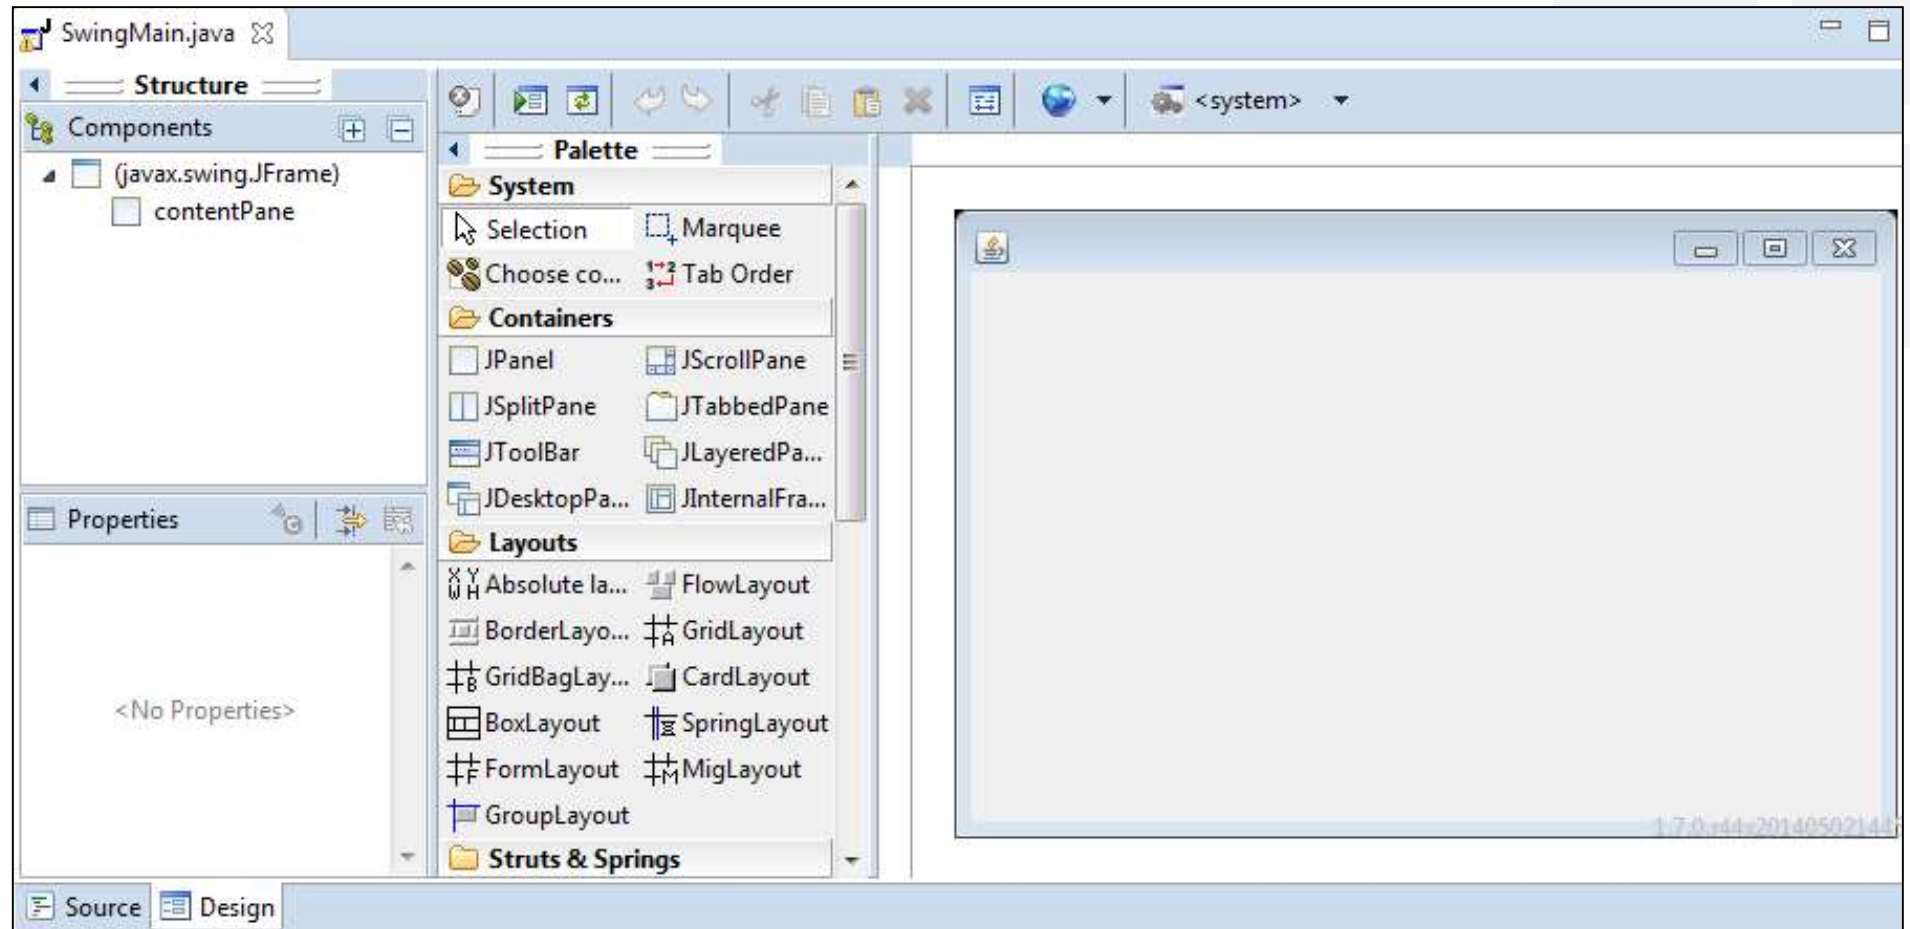 SwingMain.java
Structure
Components
(javax.swing.JFrame)
contentPane
Properties
<No Properties>
<system>
Palette
System
Selection Marquee
Choose co... Tab Order
Containers
JPanel JScrollPane
JSplitPane JTabbedPane
JToolBar JLayeredPa...
JDesktopPa... JInternalFra...
Layouts
Absolute la... FlowLayout
BorderLayo... GridLayout
GridBagLay... CardLayout
BoxLayout SpringLayout
FormLayout MigLayout
GroupLayout
Struts & Springs
Source Design